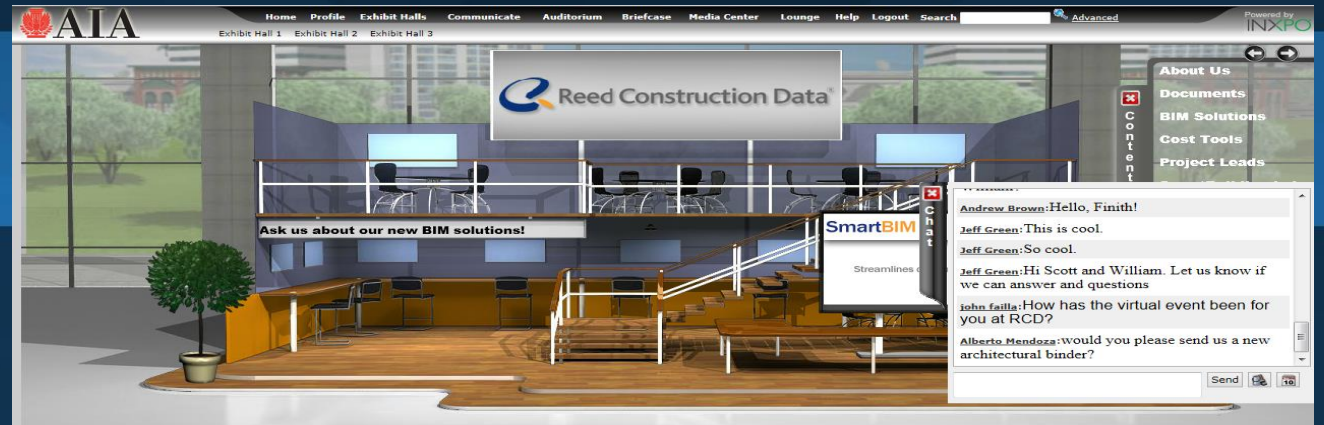 AIA
Home Profile Exhibit Halls Communicate Auditorium Briefcase Media Center Lounge Help Logout Search Advanced
Powered by
INXPO
Exhibit Hall 1 Exhibit Hall 2 Exhibit Hall 3
Reed Construction Data
About Us
Documents
BIM Solutions
Cost Tools
Project Leads
Content
Ask us about our new BIM solutions!
SmartBIM
Streamlines
Chat
Andrew Brown:Hello, Finith!
Jeff Green:This is cool.
Jeff Green:So cool.
Jeff Green:Hi Scott and William. Let us know if
we can answer and questions
john failla:How has the virtual event been for
you at RCD?
Alberto Mendoza:would you please send us a new
architectural binder?
Send